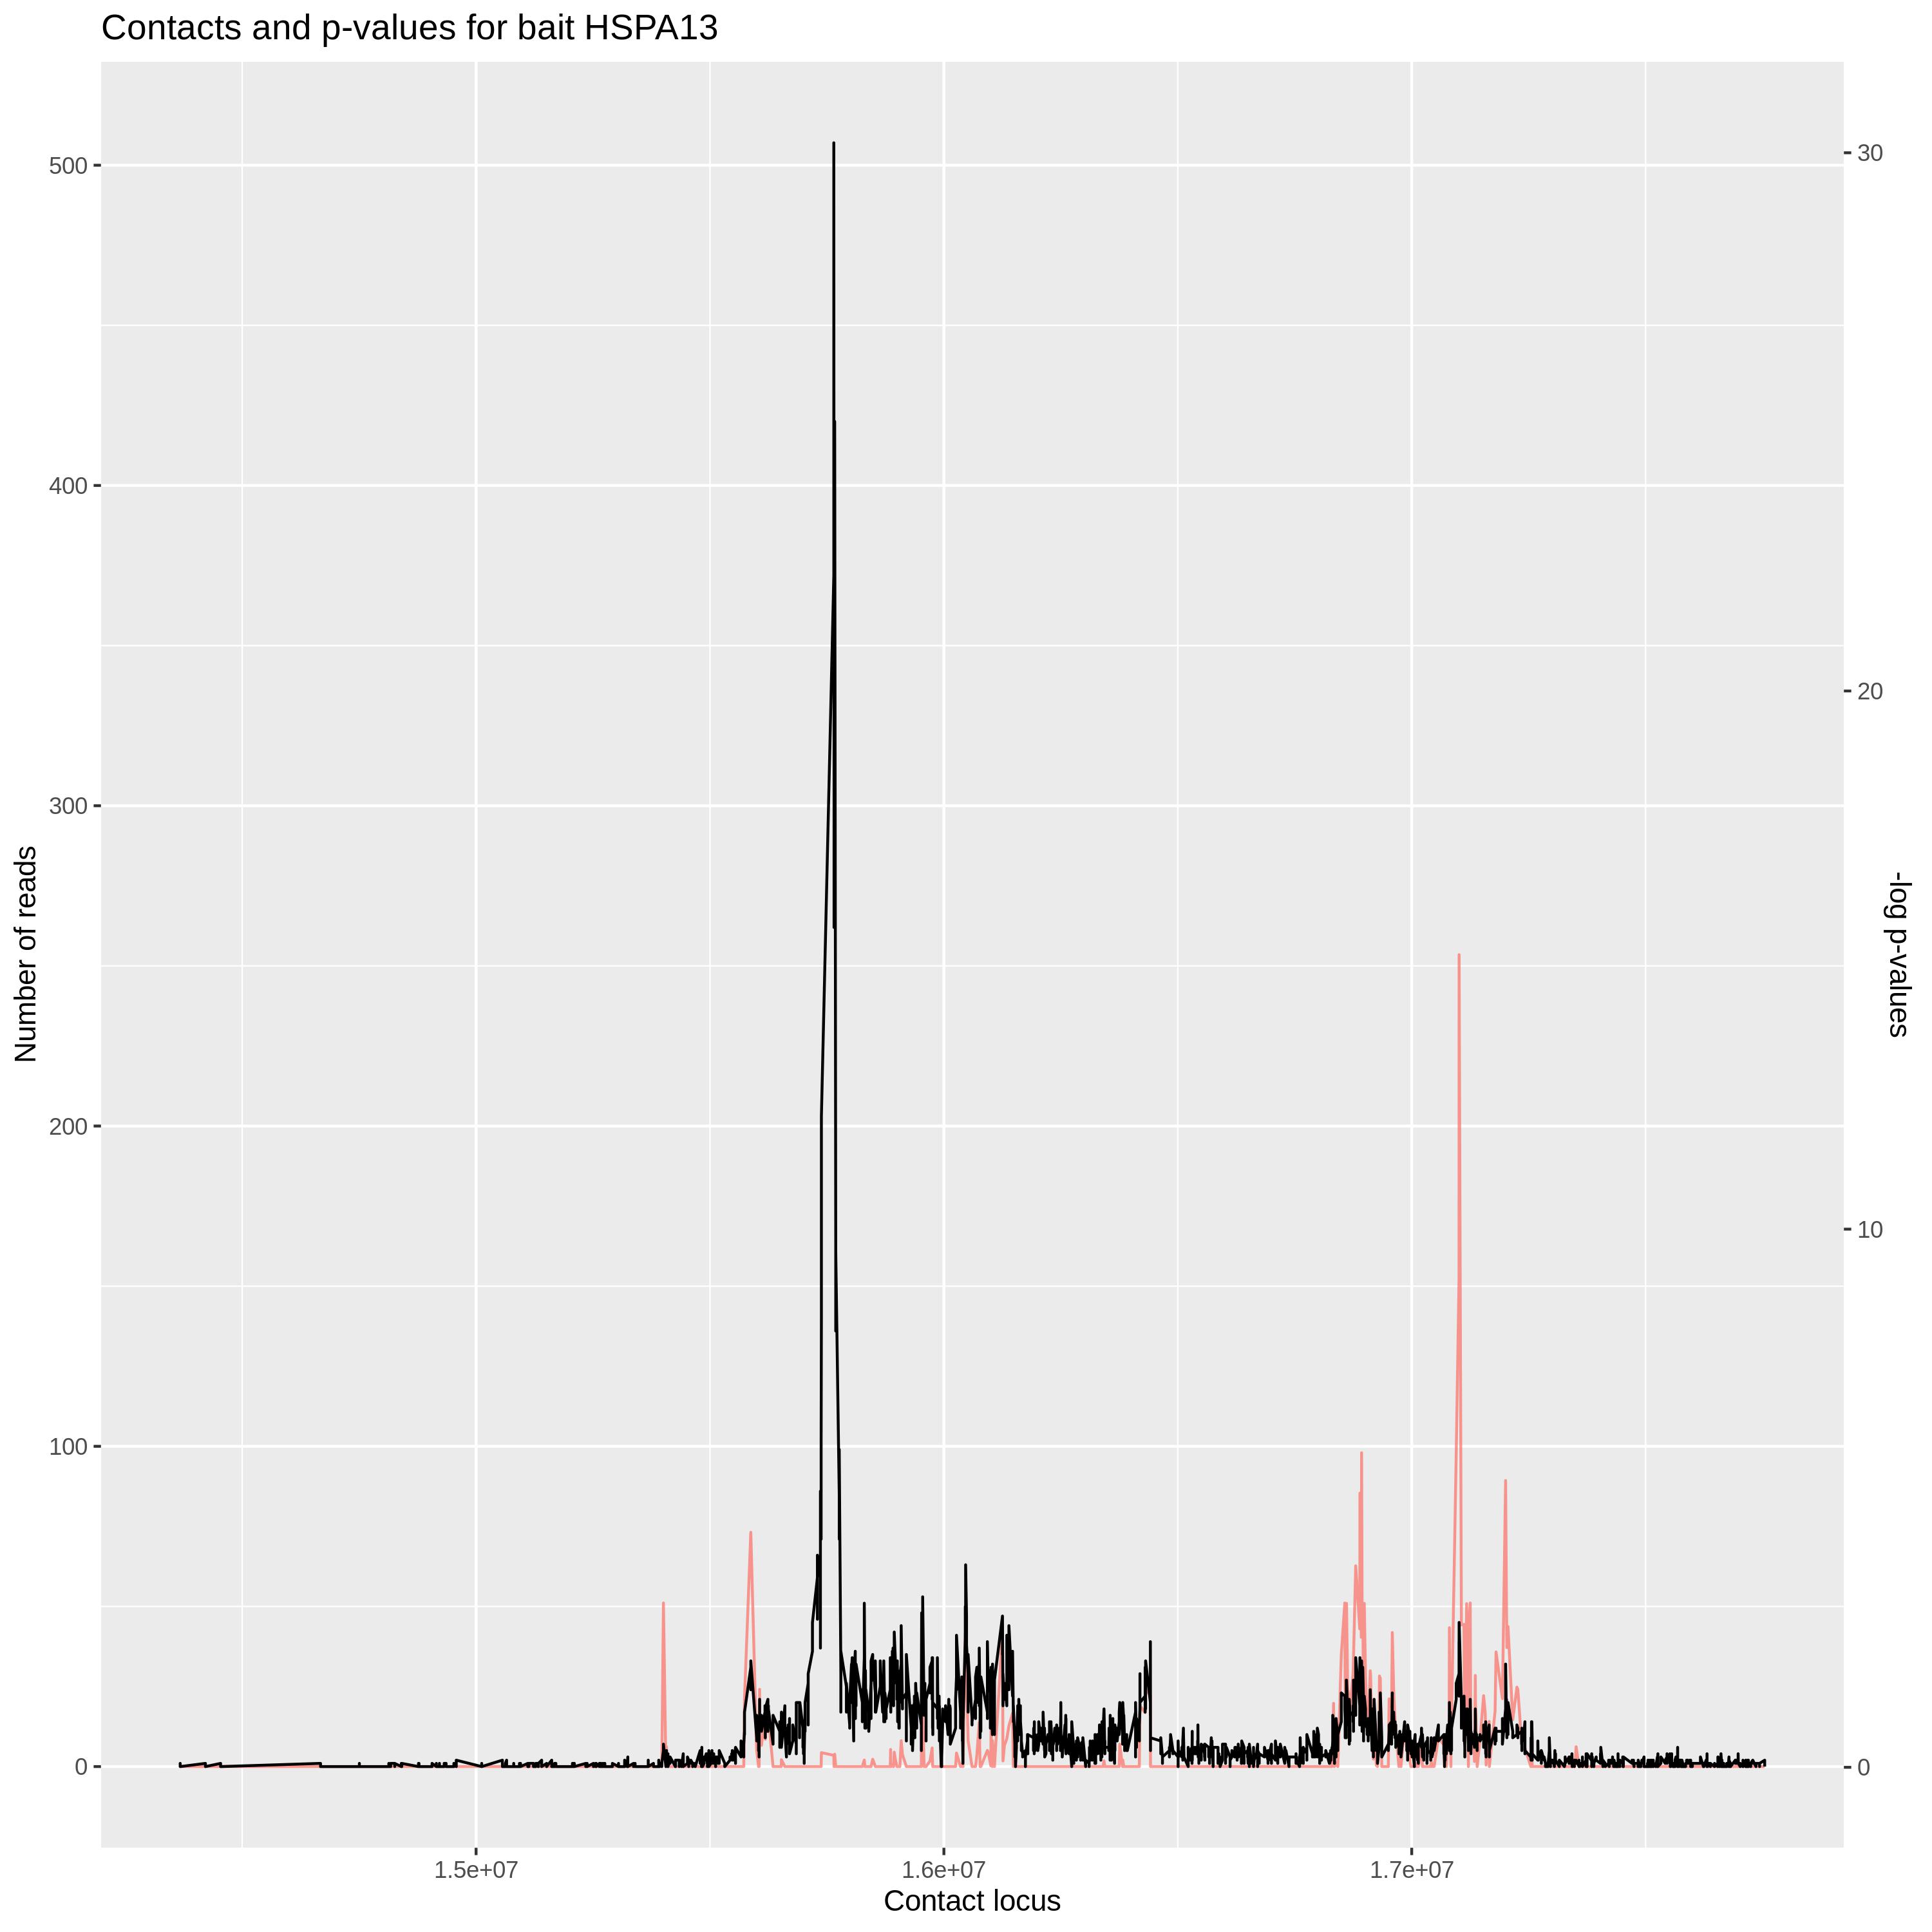 Contacts and p-values for bait HSPA13
500
400
300
200
100
0
Number of reads
30
20
10
0
-log p-values
1.5e+07
1.6e+07
1.7e+07
Contact locus